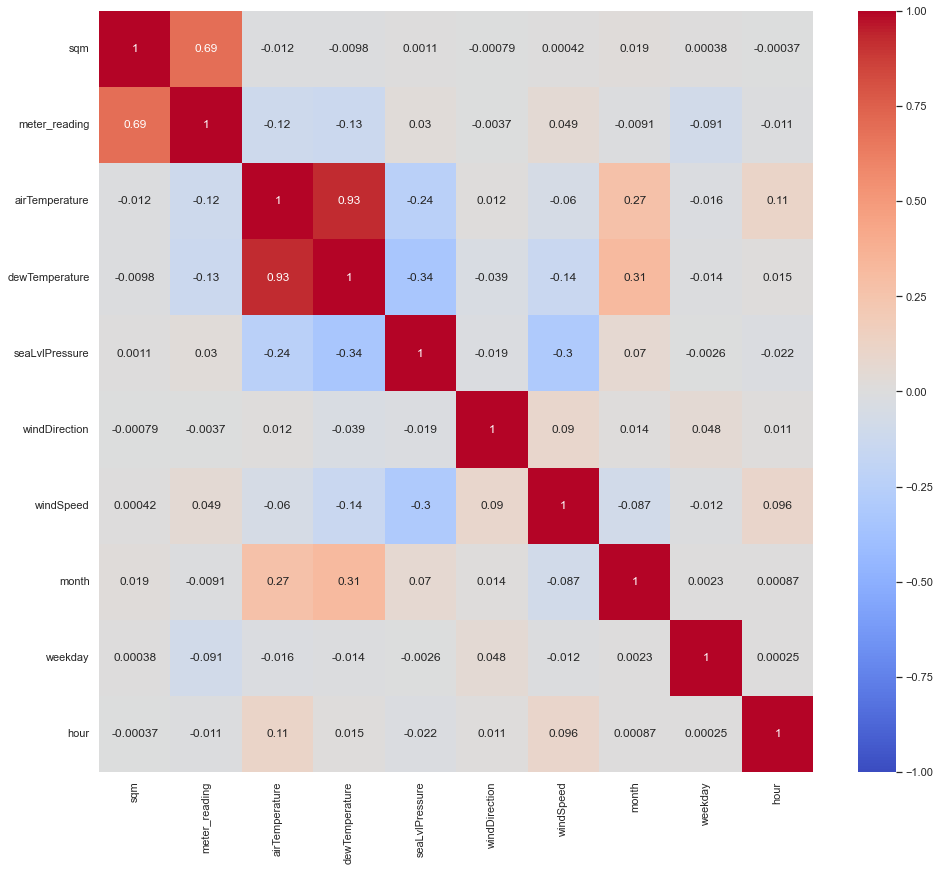 sqm 1 0.69 -0.012 -0.0098 0.0011 -0.00079 0.00042 0.019 0.00038 -0.00037
meter_reading 0.69 1 -0.12 -0.13 0.03 -0.0037 0.049 -0.0091 -0.091 -0.011
airTemperature -0.012 -0.12 1 0.93 -0.24 0.012 -0.06 0.27 -0.016 0.11
dewTemperature -0.0098 -0.13 0.93 1 -0.34 -0.039 -0.14 0.31 -0.014 0.015
seaLvlPressure 0.0011 0.03 -0.24 -0.34 1 -0.019 -0.3 0.07 -0.0026 -0.022
windDirection -0.00079 -0.0037 0.012 -0.039 -0.019 1 0.09 0.014 0.048 0.011
windSpeed 0.00042 0.049 -0.06 -0.14 -0.3 0.09 1 -0.087 -0.012 0.096
month 0.019 -0.0091 0.27 0.31 0.07 0.014 -0.087 1 0.0023 0.00087
weekday 0.00038 -0.091 -0.016 -0.014 -0.0026 0.048 -0.012 0.0023 1 0.00025
hour -0.00037 -0.011 0.11 0.015 -0.022 0.011 0.096 0.00087 0.00025 1
sqm meter_reading airTemperature dewTemperature seaLvlPressure windDirection windSpeed month weekday hour
1.00
0.75
0.50
0.25
0.00
−0.25
−0.50
−0.75
−1.00